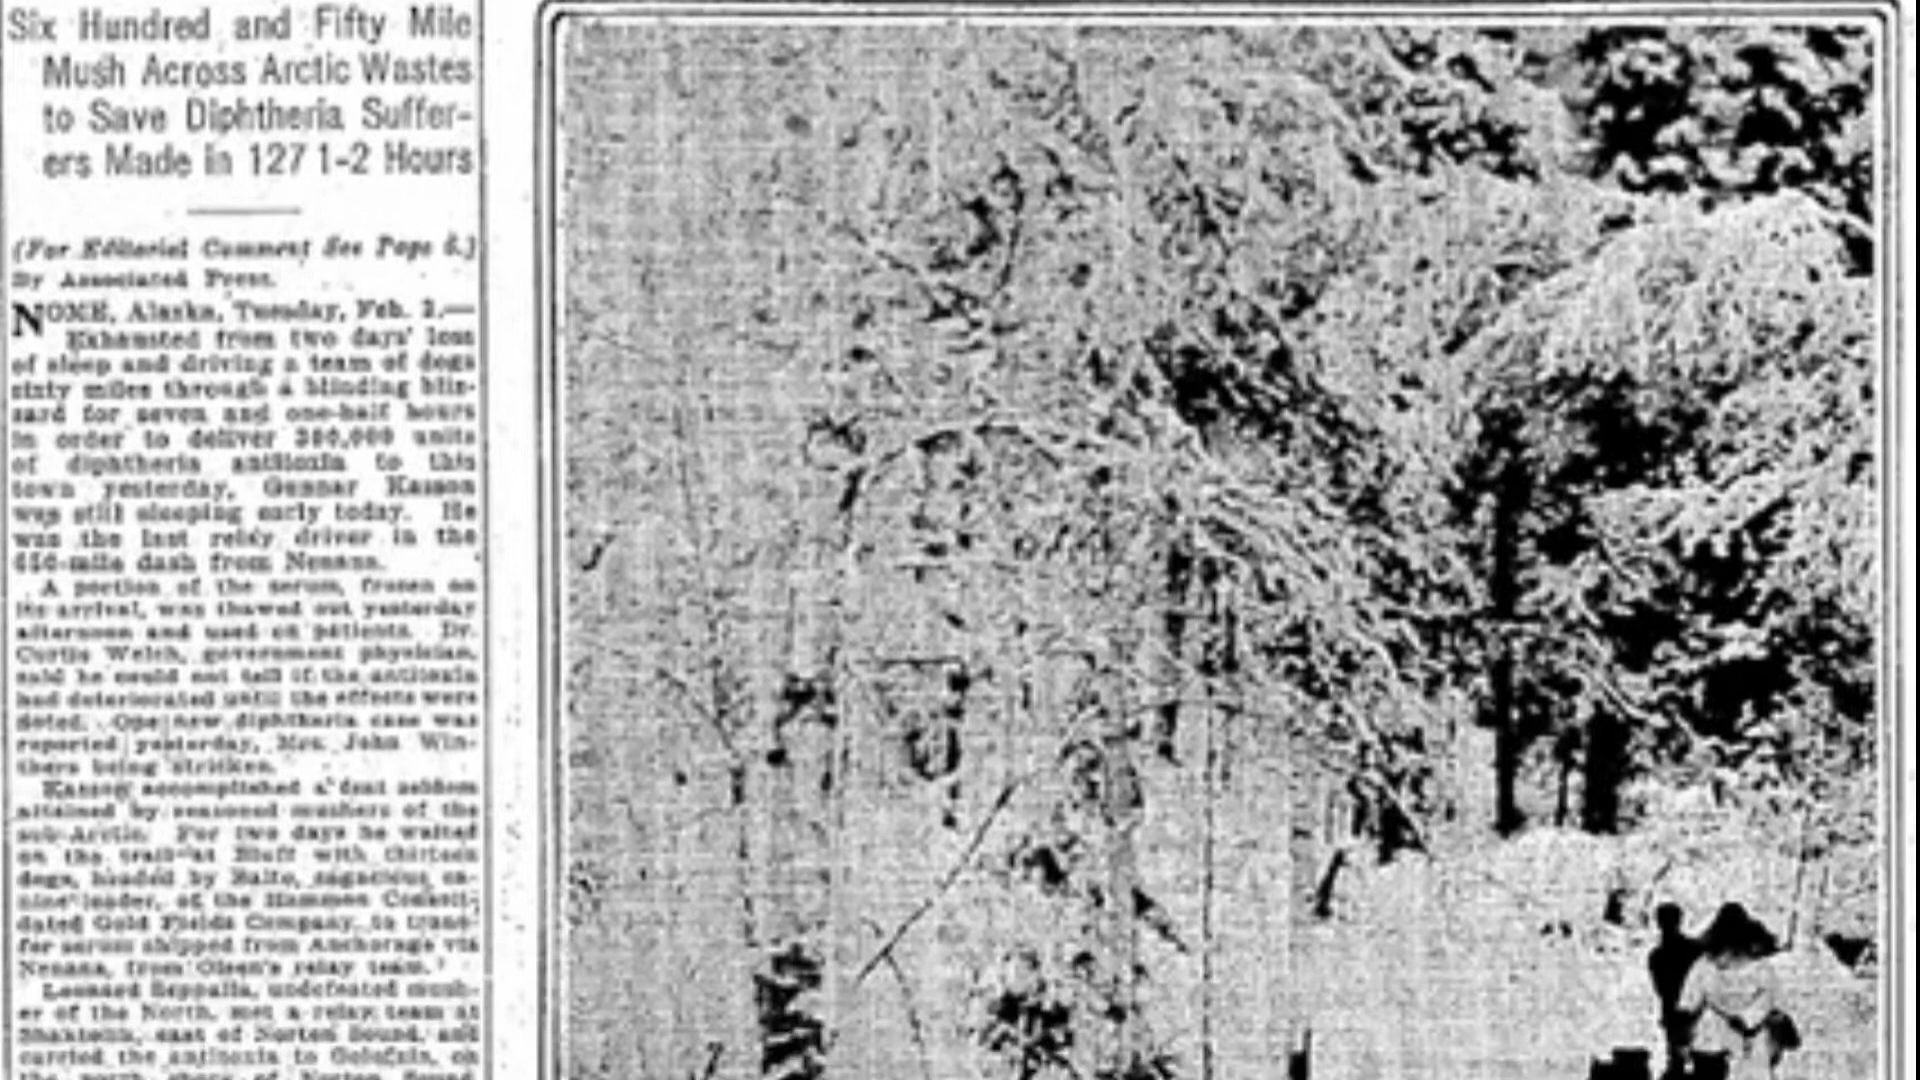 Six Hundred and Fifty Mile
Mush Across Arctic Wastes
to Save Diphtheria Suffer-
ers Made in 127 1-2 Hours
(For Editorial Comment See Page 6.)
By Associated Press.
NOME, Alaska, Tuesday, Feb. 3.—
Exhausted from two days' loss
of sleep and driving a team of dogs
sixty miles through a blinding bliz-
zard for seven and one-half hours
in order to deliver 300,000 units
of diphtheria antitoxin to this
town yesterday, Gunnar Kasson
was still sleeping early today. He
was the last relay driver in the
650-mile dash from Nenana.
A portion of the serum, frozen on
its arrival, was thawed out yesterday
afternoon and used on patients. Dr.
Curtis Welch, government physician,
said he could not tell if the antitoxin
had deteriorated until the effects were
noted. One new diphtheria case was
reported yesterday, Mrs. John Win-
thers being stricken.
Kasson accomplished a feat seldom
attained by seasoned mushers of the
sub-Arctic. For two days he waited
on the trail at Bluff with thirteen
dogs, headed by Balto, sagacious ca-
nine leader, of the Hammon Consoli-
dated Gold Fields Company, to trans-
fer serum shipped from Anchorage via
Nenana, from Olsen's relay team.
Leonard Seppalla, undefeated mush-
er of the North, met a relay team at
Shaktolik, east of Norton Sound, and
carried the antitoxin to Golofnin, on
the north shore of Norton Sound,